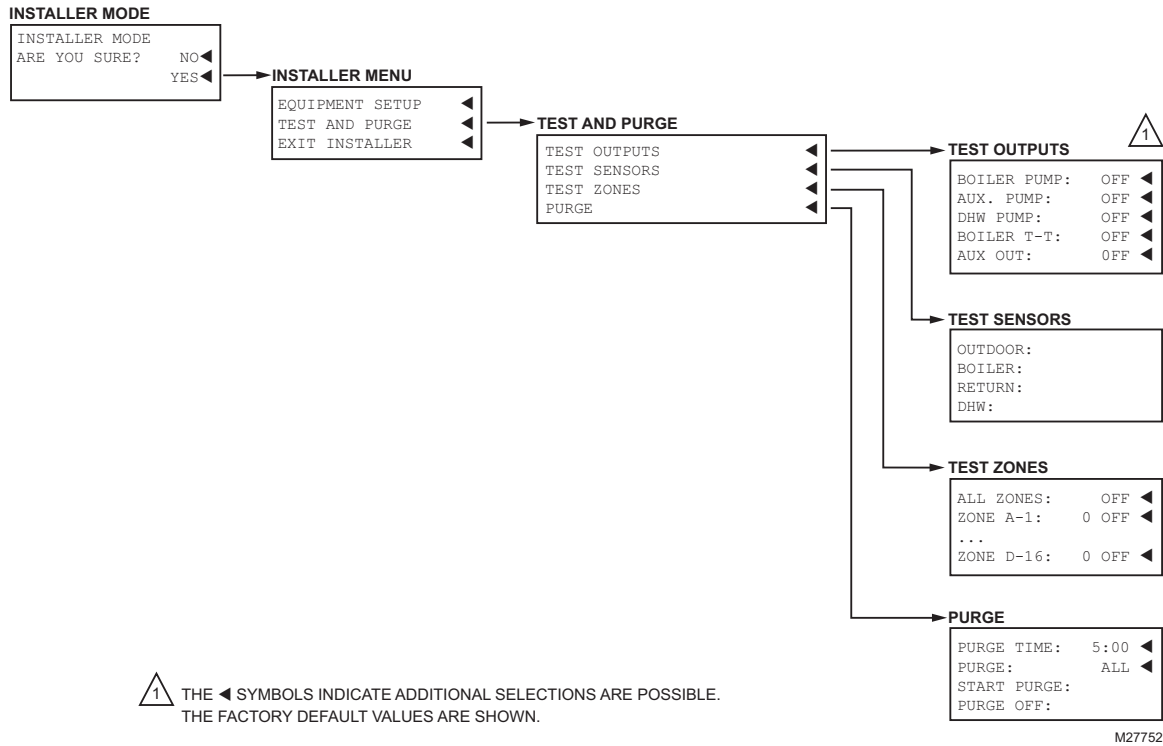 INSTALLER MODE
INSTALLER MODE
ARE YOU SURE? NO◀
YES◀
INSTALLER MENU
EQUIPMENT SETUP ◀
TEST AND PURGE ◀
EXIT INSTALLER ◀
TEST AND PURGE
TEST OUTPUTS ◀
TEST SENSORS ◀
TEST ZONES ◀
PURGE ◀
1
TEST OUTPUTS
BOILER PUMP: OFF ◀
AUX. PUMP: OFF ◀
DHW PUMP: OFF ◀
BOILER T-T: OFF ◀
AUX OUT: 0FF ◀
TEST SENSORS
OUTDOOR:
BOILER:
RETURN:
DHW:
TEST ZONES
ALL ZONES: OFF ◀
ZONE A-1: 0 OFF ◀
...
ZONE D-16: 0 OFF ◀
PURGE
PURGE TIME: 5:00 ◀
PURGE: ALL ◀
START PURGE:
PURGE OFF:
1 THE ◀ SYMBOLS INDICATE ADDITIONAL SELECTIONS ARE POSSIBLE.
THE FACTORY DEFAULT VALUES ARE SHOWN.
M27752